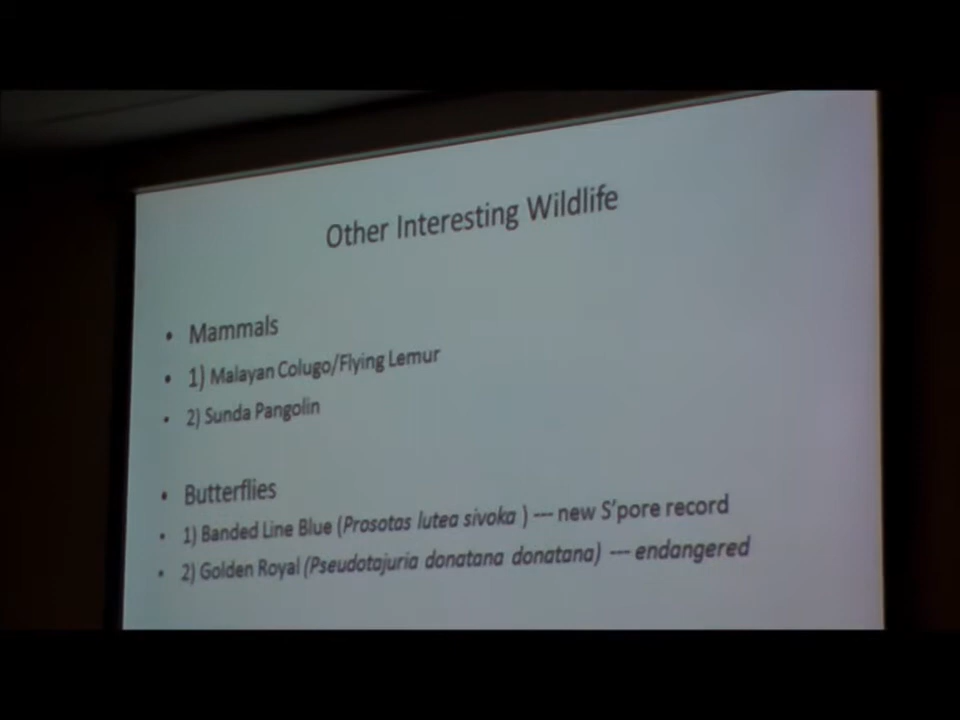 Other Interesting Wildlife
• Mammals
• 1) Malayan Colugo/Flying Lemur
• 2) Sunda Pangolin
• Butterflies
• 1) Banded Line Blue (Prosotas lutea sivoka ) --- new S'pore record
• 2) Golden Royal (Pseudotajuria donatana donatana) --- endangered